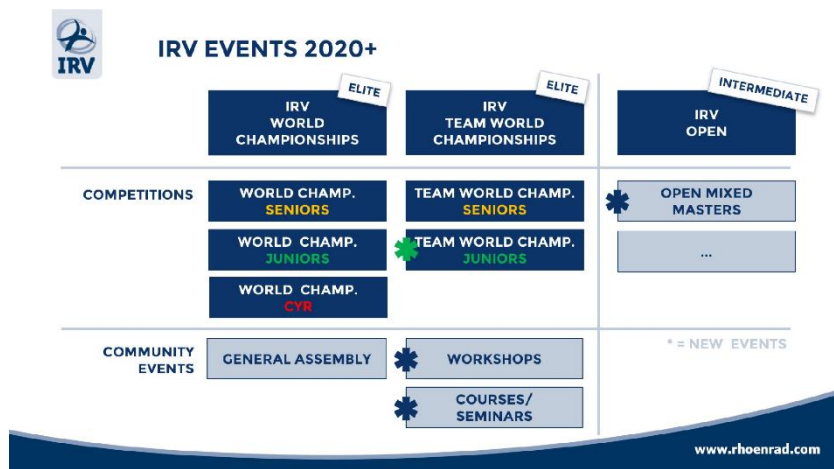 IRV
IRV EVENTS 2020+
ELITE
IRV
WORLD
CHAMPIONSHIPS
ELITE
IRV
TEAM WORLD
CHAMPIONSHIPS
INTERMEDIATE
IRV
OPEN
COMPETITIONS
WORLD CHAMP.
SENIORS
TEAM WORLD CHAMP.
SENIORS
* OPEN MIXED
MASTERS
WORLD CHAMP.
JUNIORS
* TEAM WORLD CHAMP.
JUNIORS
...
WORLD CHAMP.
CYR
COMMUNITY
EVENTS
GENERAL ASSEMBLY
* WORKSHOPS
* = NEW EVENTS
* COURSES/
SEMINARS
www.rhoenrad.com